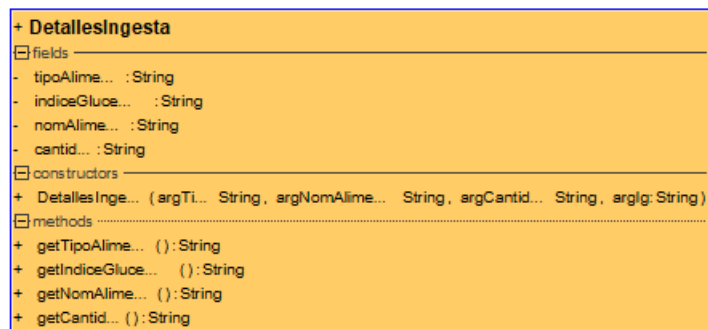 + DetallesIngesta
fields
- tipoAlime... :String
- indiceGluce... :String
- nomAlime... :String
- cantid... :String
constructors
+ DetallesInge... (argTi... String, argNomAlime... String, argCantid... String, argIg:String)
methods
+ getTipoAlime... ():String
+ getIndiceGluce... ():String
+ getNomAlime... ():String
+ getCantid... ():String